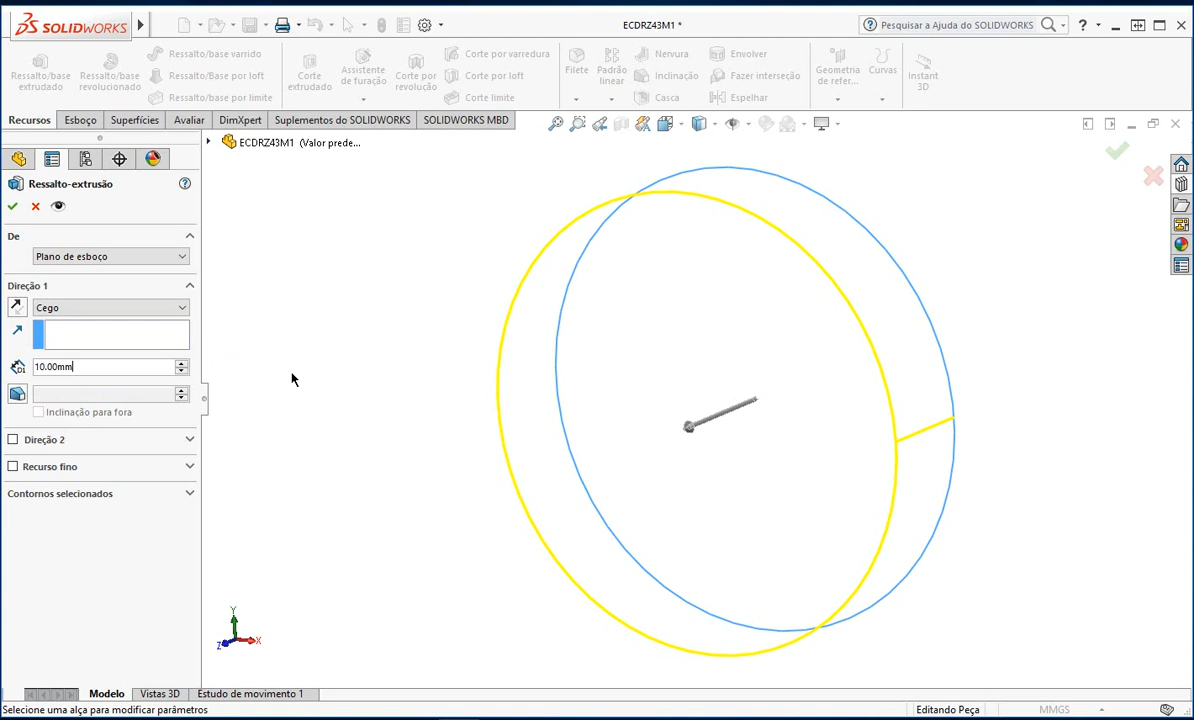 SOLIDWORKS
ECDRZ43M1 *
Pesquisar a Ajuda do SOLIDWORKS
?
Ressalto/base extrudado
Ressalto/base revolucionado
Ressalto/base varrido
Ressalto/base por loft
Ressalto/base por limite
Corte extrudado
Assistente de furação
Corte por revolução
Corte por varredura
Corte por loft
Corte limite
Filete
Padrão linear
Nervura
Inclinação
Casca
Envolver
Fazer interseção
Espelhar
Geometria de refer...
Curvas
Instant 3D
Recursos
Esboço
Superfícies
Avaliar
DimXpert
Suplementos do SOLIDWORKS
SOLIDWORKS MBD
ECDRZ43M1 (Valor prede...
Ressalto-extrusão
De
Plano de esboço
Direção 1
Cego
D1
10.00mm
Inclinação para fora
Direção 2
Recurso fino
Contornos selecionados
Y
Z
X
Modelo
Vistas 3D
Estudo de movimento 1
Selecione uma alça para modificar parâmetros
Editando Peça
MMGS